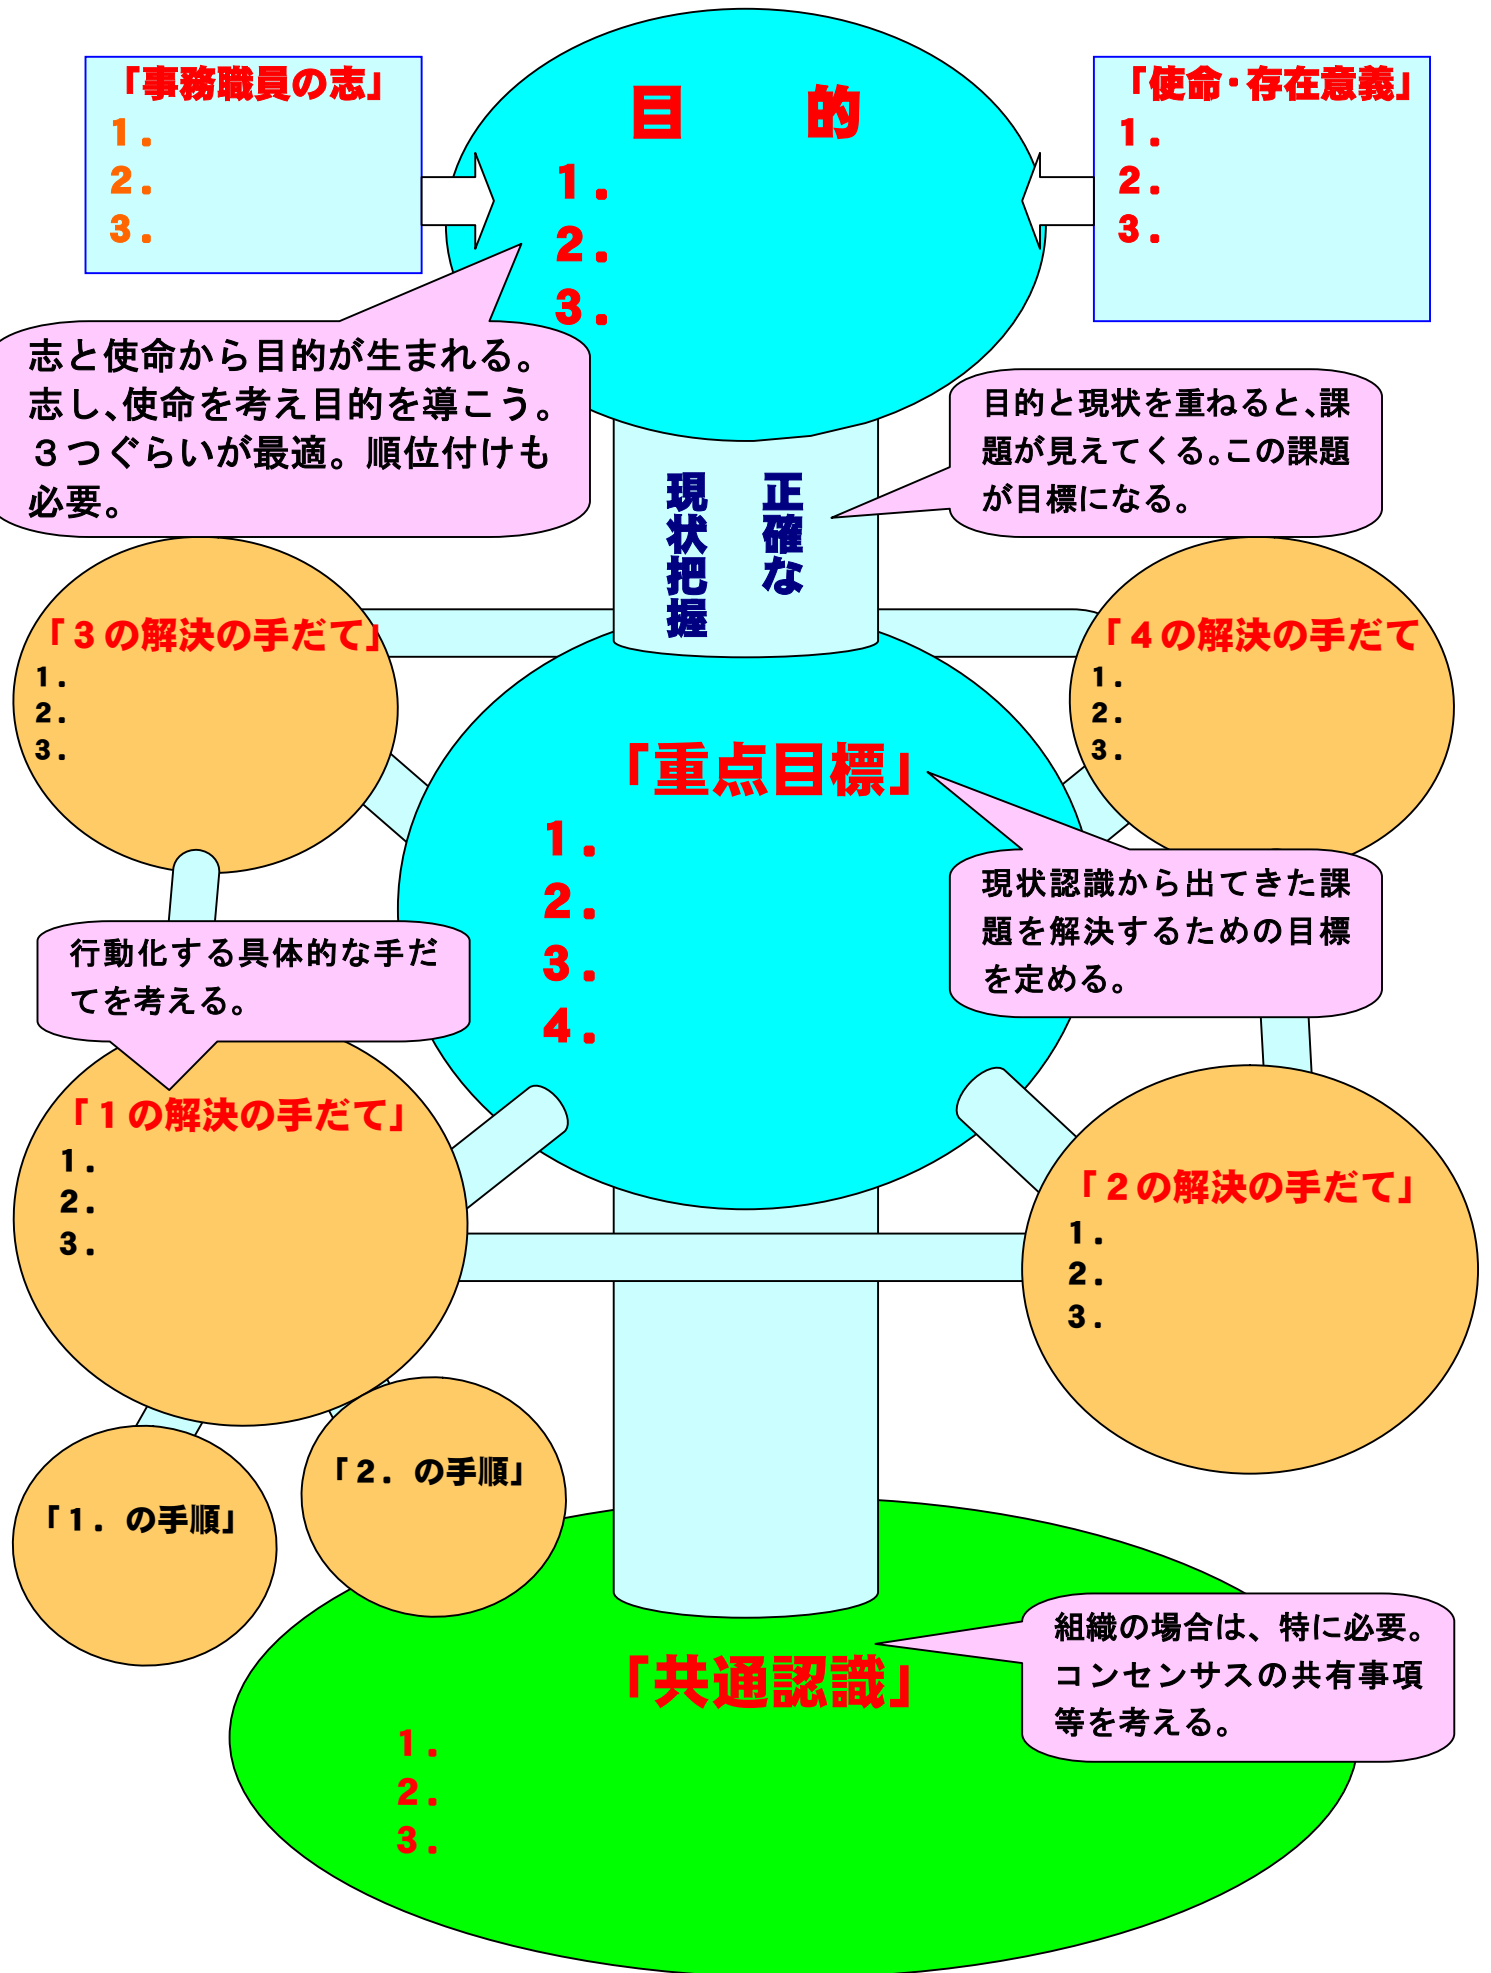 「事務職員の志」
１．
２．
３．
目　　的
１．
２．
３．
「使命・存在意義」
１．
２．
３．
志と使命から目的が生まれる。
志し、使命を考え目的を導こう。
３つぐらいが最適。順位付けも
必要。
目的と現状を重ねると、課
題が見えてくる。この課題
が目標になる。
正確な
現状把握
「３の解決の手だて」
１．
２．
３．
「４の解決の手だて
１．
２．
３．
「重点目標」
１．
２．
３．
４．
現状認識から出てきた課
題を解決するための目標
を定める。
行動化する具体的な手だ
てを考える。
「１の解決の手だて」
１．
２．
３．
「２の解決の手だて」
１．
２．
３．
「１．の手順」
「２．の手順」
「共通認識」
１．
２．
３．
組織の場合は、特に必要。
コンセンサスの共有事項
等を考える。